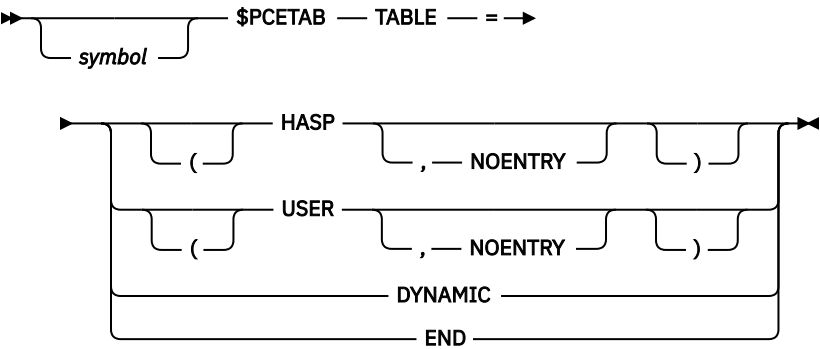 $PCETAB TABLE =
symbol
HASP
( , NOENTRY )
USER
( , NOENTRY )
DYNAMIC
END